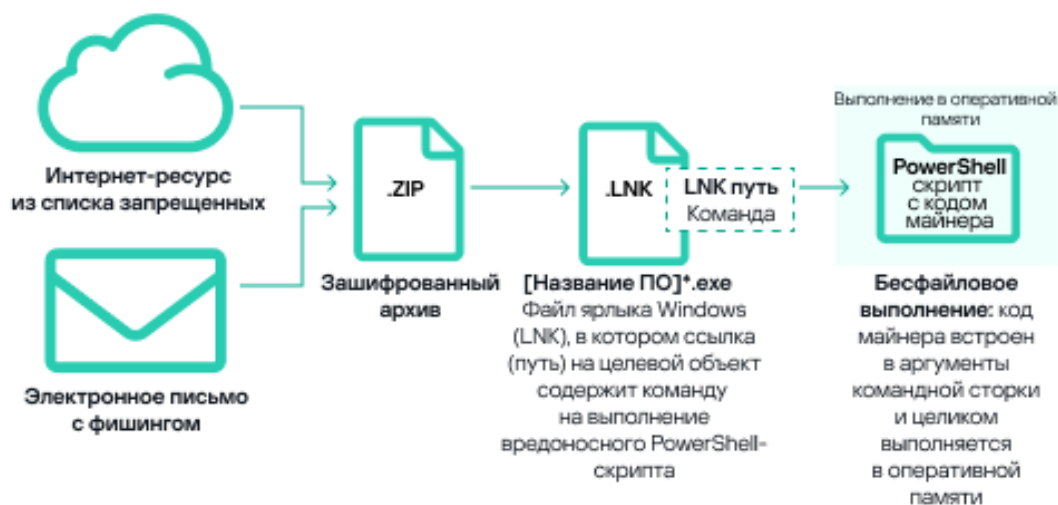 Интернет-ресурс
из списка запрещенных
Электронное письмо
с фишингом
.ZIP
Зашифрованный
архив
.LNK
LNK путь
Команда
[Название ПО]*.exe
Файл ярлыка Windows
(LNK), в котором ссылка
(путь) на целевой объект
содержит команду
на выполнение
вредоносного PowerShell-
скрипта
Выполнение в оперативной
памяти
PowerShell
скрипт
с кодом
майнера
Бесфайловое
выполнение: код
майнера встроен
в аргументы
командной сторки
и целиком
выполняется
в оперативной
памяти